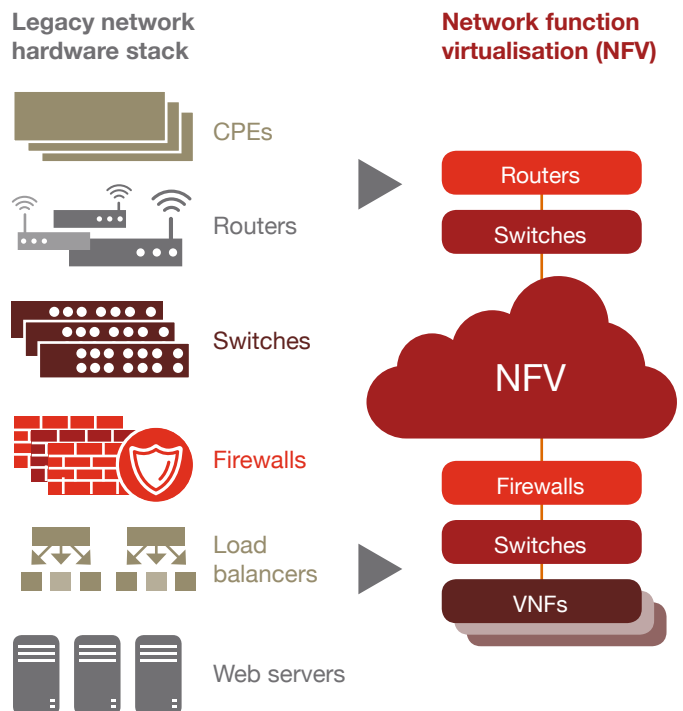 Legacy network
hardware stack
CPEs
Routers
Switches
Firewalls
Load
balancers
Web servers
Network function
virtualisation (NFV)
Routers
Switches
NFV
Firewalls
Switches
VNFs